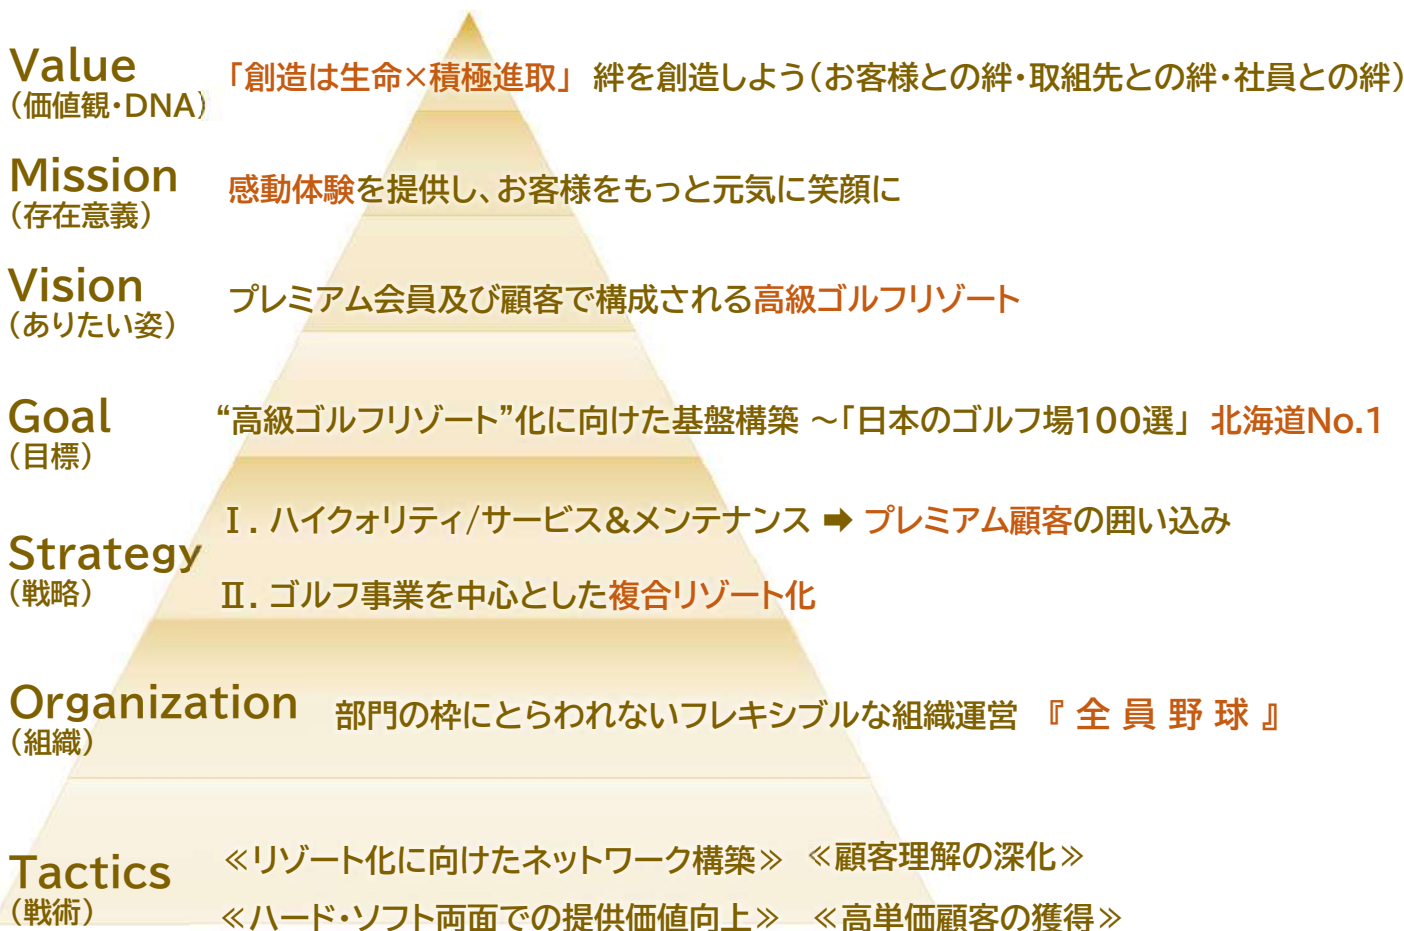 Value
(価値観・DNA)
「創造は生命×積極進取」 絆を創造しよう(お客様との絆・取組先との絆・社員との絆)
Mission
(存在意義)
感動体験を提供し、お客様をもっと元気に笑顔に
Vision
(ありたい姿)
プレミアム会員及び顧客で構成される高級ゴルフリゾート
Goal
(目標)
“高級ゴルフリゾート”化に向けた基盤構築 ～「日本のゴルフ場100選」 北海道No.1
Strategy
(戦略)
Ⅰ. ハイクォリティ/サービス&メンテナンス ➡ プレミアム顧客の囲い込み
Ⅱ. ゴルフ事業を中心とした複合リゾート化
Organization
(組織)
部門の枠にとらわれないフレキシブルな組織運営 『 全 員 野 球 』
Tactics
(戦術)
≪リゾート化に向けたネットワーク構築≫ ≪顧客理解の深化≫
≪ハード・ソフト両面での提供価値向上≫ ≪高単価顧客の獲得≫